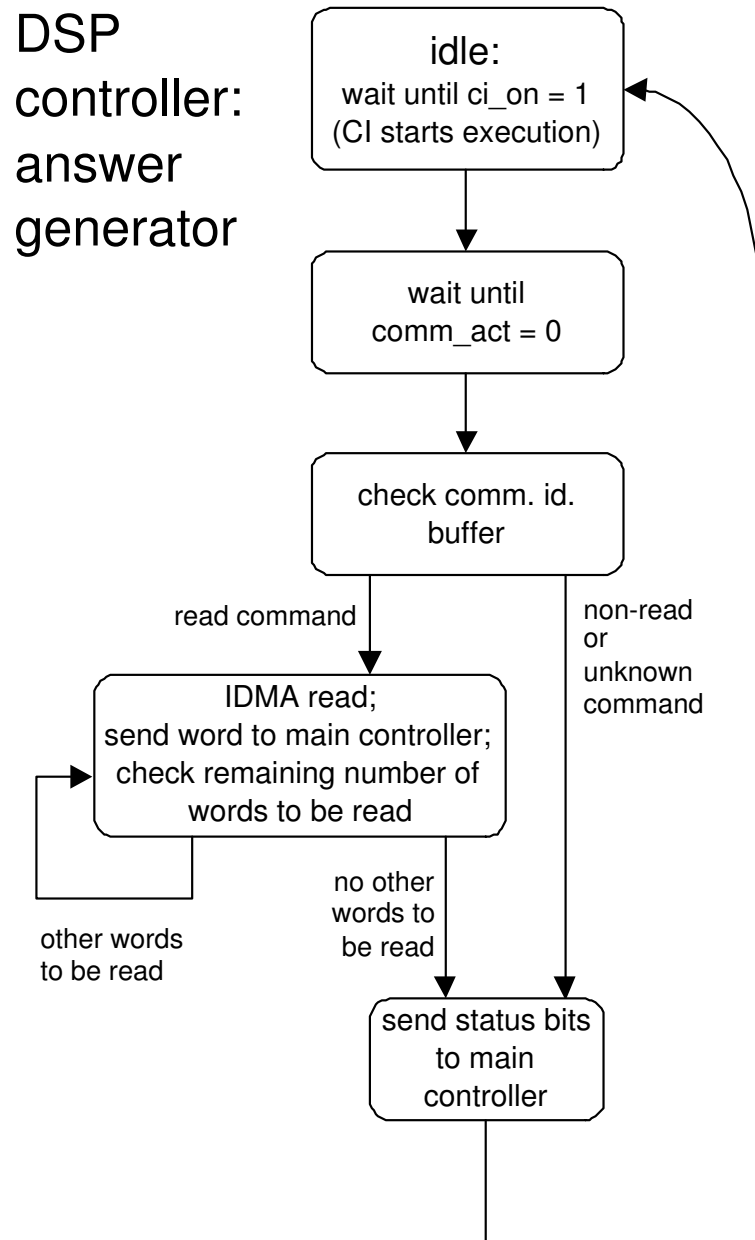 DSP
controller:
answer
generator
idle:
wait until ci_on = 1
(CI starts execution)
wait until
comm_act = 0
check comm. id.
buffer
read command
non-read
or
unknown
command
IDMA read;
send word to main controller;
check remaining number of
words to be read
other words
to be read
no other
words to
be read
send status bits
to main
controller